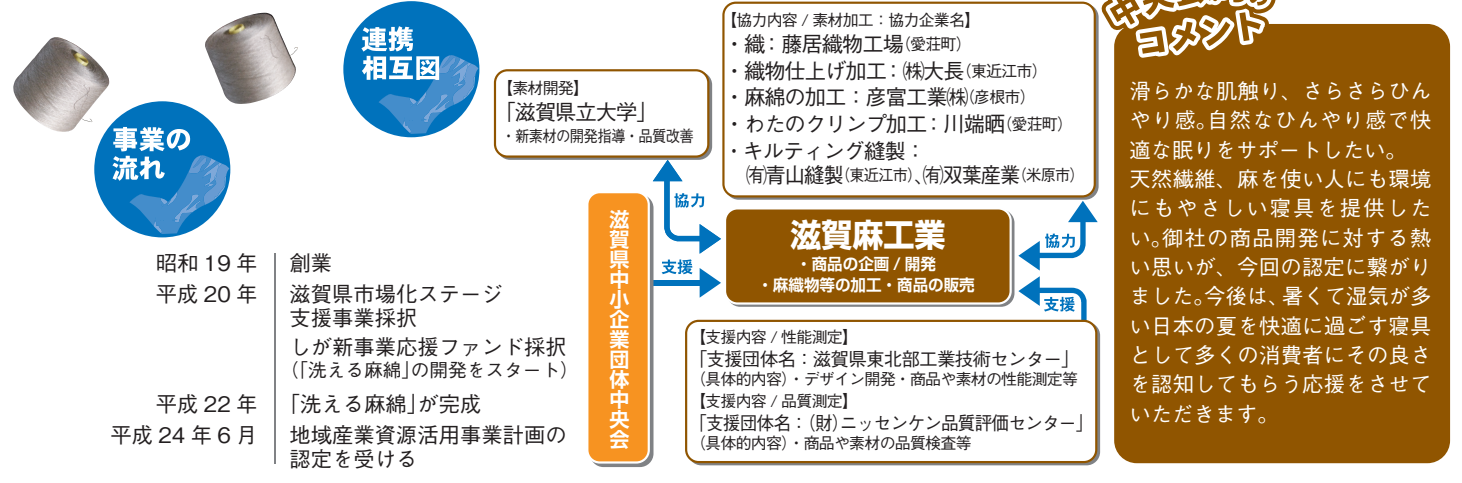 事業の
流れ
昭和19年 創業
平成20年 滋賀県市場化ステージ
支援事業採択
しが新事業応援ファンド採択
(「洗える麻綿」の開発をスタート)
平成22年 「洗える麻綿」が完成
平成24年6月 地域産業資源活用事業計画の
認定を受ける
連携
相互図
【素材開発】
「滋賀県立大学」
・新素材の開発指導・品質改善
【協力内容 / 素材加工:協力企業名】
・織:藤居織物工場(愛荘町)
・織物仕上げ加工:㈱大長(東近江市)
・麻綿の加工:彦富工業㈱(彦根市)
・わたのクリンプ加工:川端晒(愛荘町)
・キルティング縫製:
㈲青山縫製(東近江市)、㈲双葉産業(米原市)
協力
協力
滋賀県中小企業団体中央会
支援
滋賀麻工業
・商品の企画 / 開発
・麻織物等の加工・商品の販売
支援
【支援内容 / 性能測定】
「支援団体名:滋賀県東北部工業技術センター」
(具体的内容)・デザイン開発・商品や素材の性能測定等
【支援内容 / 品質測定】
「支援団体名:(財)ニッセンケン品質評価センター」
(具体的内容)・商品や素材の品質検査等
コメント
滑らかな肌触り、さらさらひん
やり感。自然なひんやり感で快
適な眠りをサポートしたい。
天然繊維、麻を使い人にも環境
にもやさしい寝具を提供した
い。御社の商品開発に対する熱
い思いが、今回の認定に繋がり
ました。今後は、暑くて湿気が多
い日本の夏を快適に過ごす寝具
として多くの消費者にその良さ
を認知してもらう応援をさせて
いただきます。